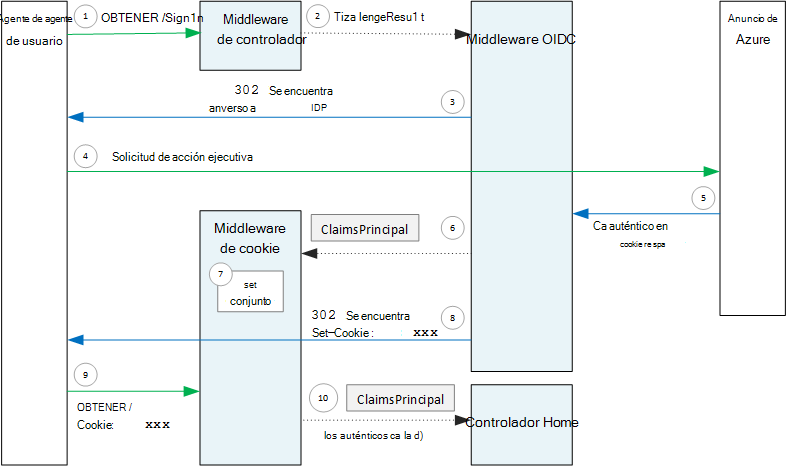 Agente de agente
de usuario
1
OBTENER /Sign1n
Middleware
de controlador
2
Tiza lengeResu1 t
Middleware OIDC
Anuncio de
Azure
302 Se encuentra
anverso a IDP
3
4
Solicitud de acción ejecutiva
5
Ca auténtico en
cookie re spa
Middleware
de cookie
ClaimsPrincipal
6
7
set
conjunto
302 Se encuentra
Set-Cookie: xxx
8
9
OBTENER /
Cookie: xxx
10
ClaimsPrincipal
los auténticos ca la d)
Controlador Home